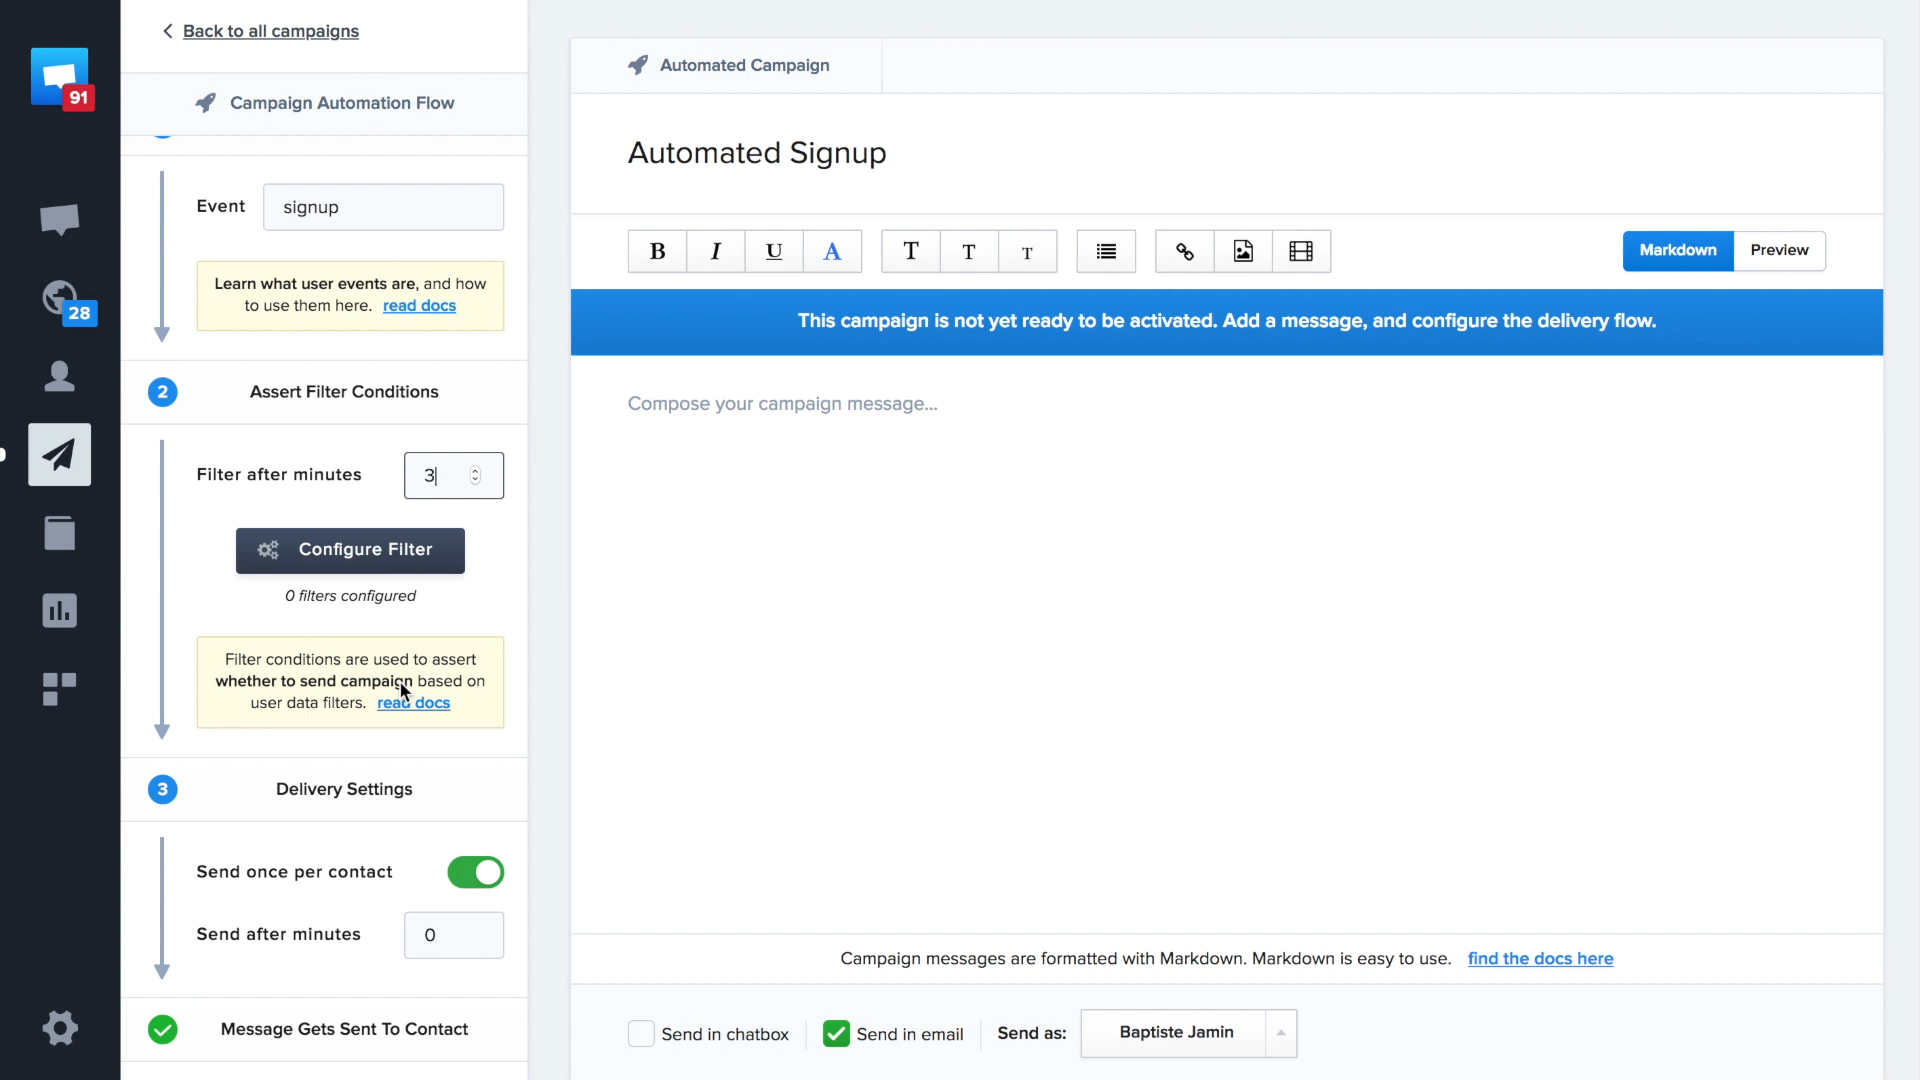 Back to all campaigns
91
Campaign Automation Flow
Event
signup
Learn what user events are, and how
to use them here. read docs
28
2
Assert Filter Conditions
Filter after minutes
3
Configure Filter
0 filters configured
Filter conditions are used to assert
whether to send campaign based on
user data filters. read docs
3
Delivery Settings
Send once per contact
Send after minutes
0
Message Gets Sent To Contact
Automated Campaign
Automated Signup
B I U A T T T
Markdown Preview
This campaign is not yet ready to be activated. Add a message, and configure the delivery flow.
Compose your campaign message...
Campaign messages are formatted with Markdown. Markdown is easy to use. find the docs here
Send in chatbox Send in email Send as: Baptiste Jamin